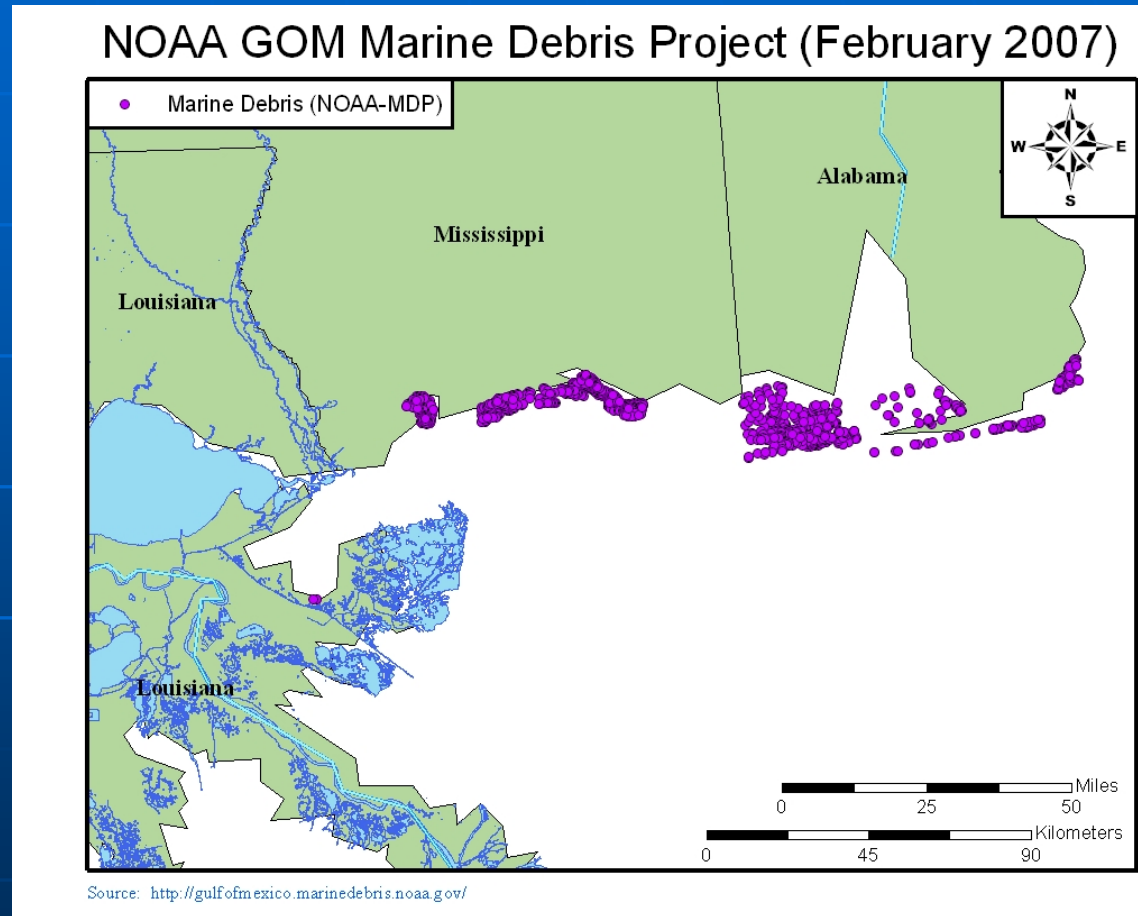 NOAA GOM Marine Debris Project (February 2007)
Marine Debris (NOAA-MDP)
N
W E
S
Alabama
Mississippi
Louisiana
Louisiana
Miles
0 25 50
Kilometers
0 45 90
Source: http://gulfofmexico.marinedebris.noaa.gov/